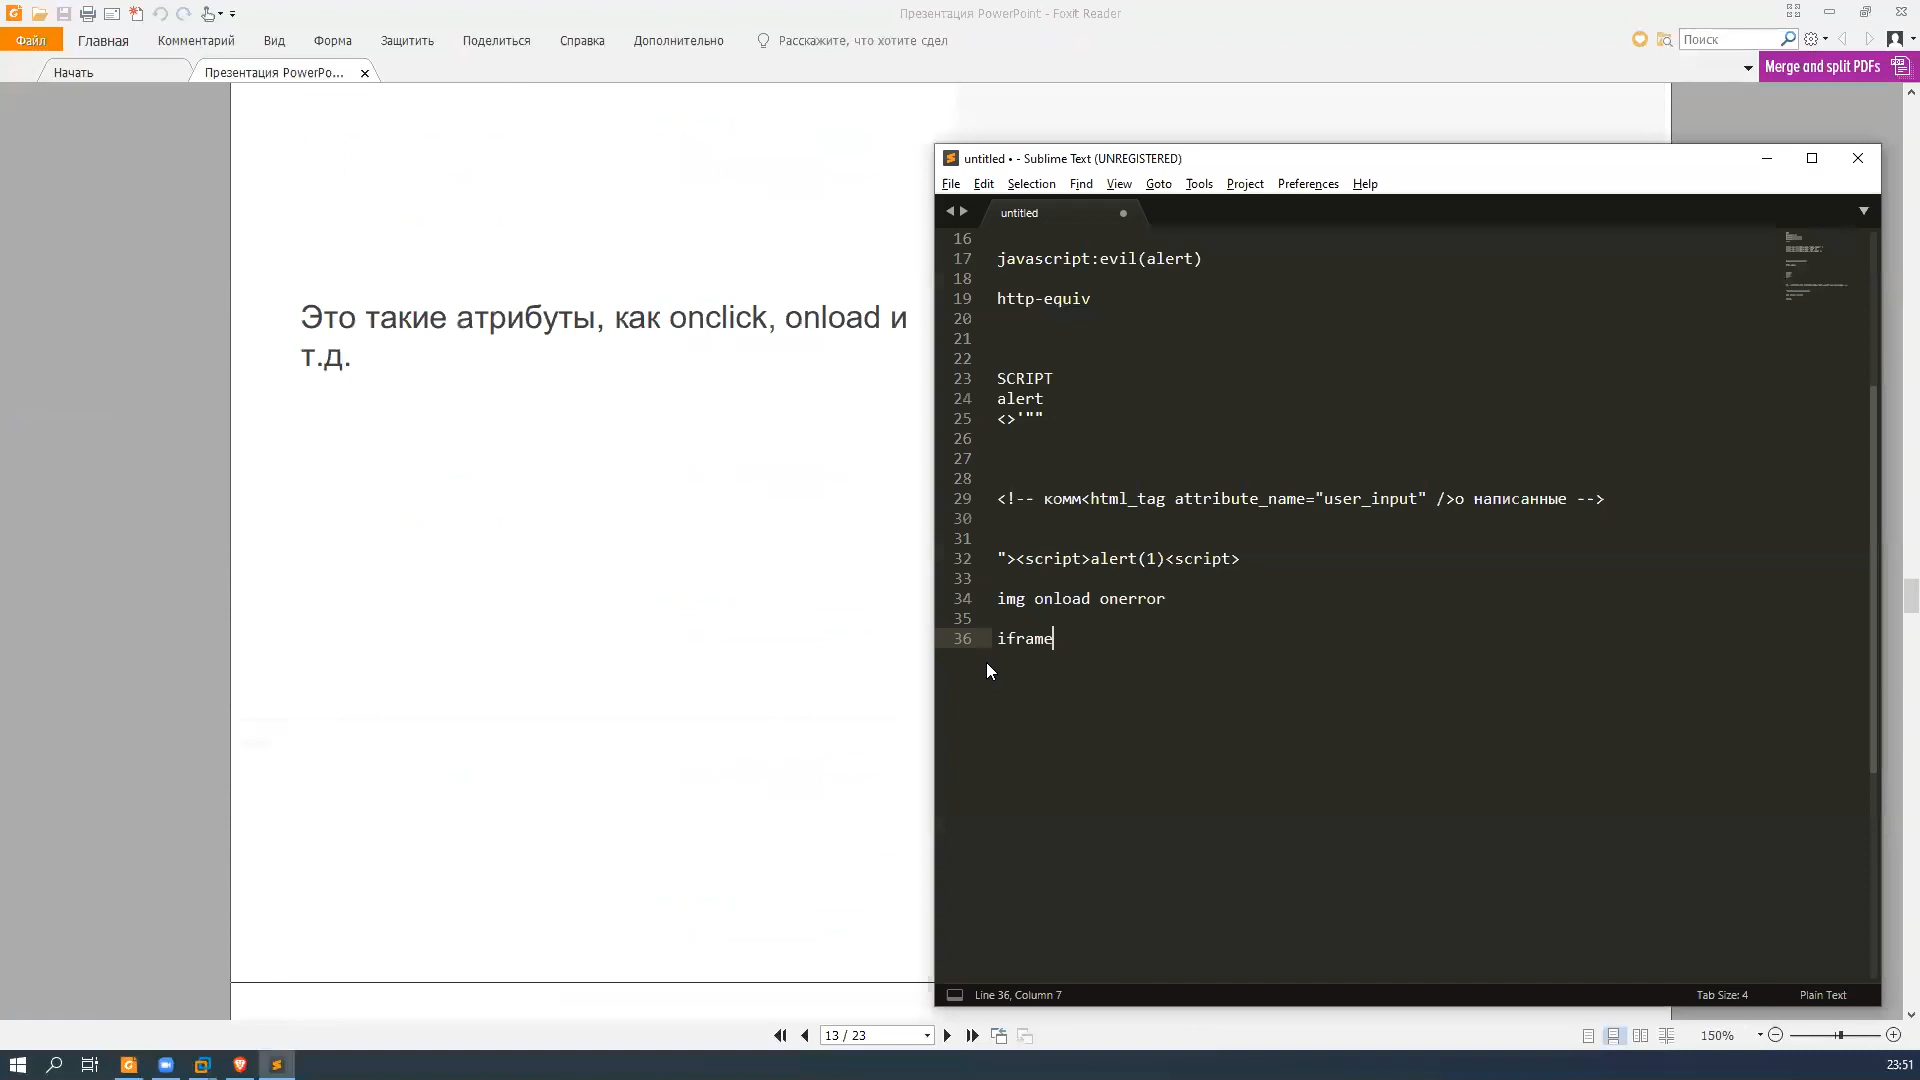 Презентация PowerPoint - Foxit Reader
Файл
Главная
Комментарий
Вид
Форма
Защитить
Поделиться
Справка
Дополнительно
Расскажите, что хотите сдел
Поиск
Начать
Презентация PowerPo...
Merge and split PDFs
Это такие атрибуты, как onclick, onload и
т.д.
untitled • - Sublime Text (UNREGISTERED)
File Edit Selection Find View Goto Tools Project Preferences Help
untitled
16
17 javascript:evil(alert)
18
19 http-equiv
20
21
22
23 SCRIPT
24 alert
25 <>'""
26
27
28
29 <!-- комм<html_tag attribute_name="user_input" />о написанные -->
30
31
32 "><script>alert(1)<script>
33
34 img onload onerror
35
36 iframe
Line 36, Column 7
Tab Size: 4
Plain Text
13 / 23
150%
23:51